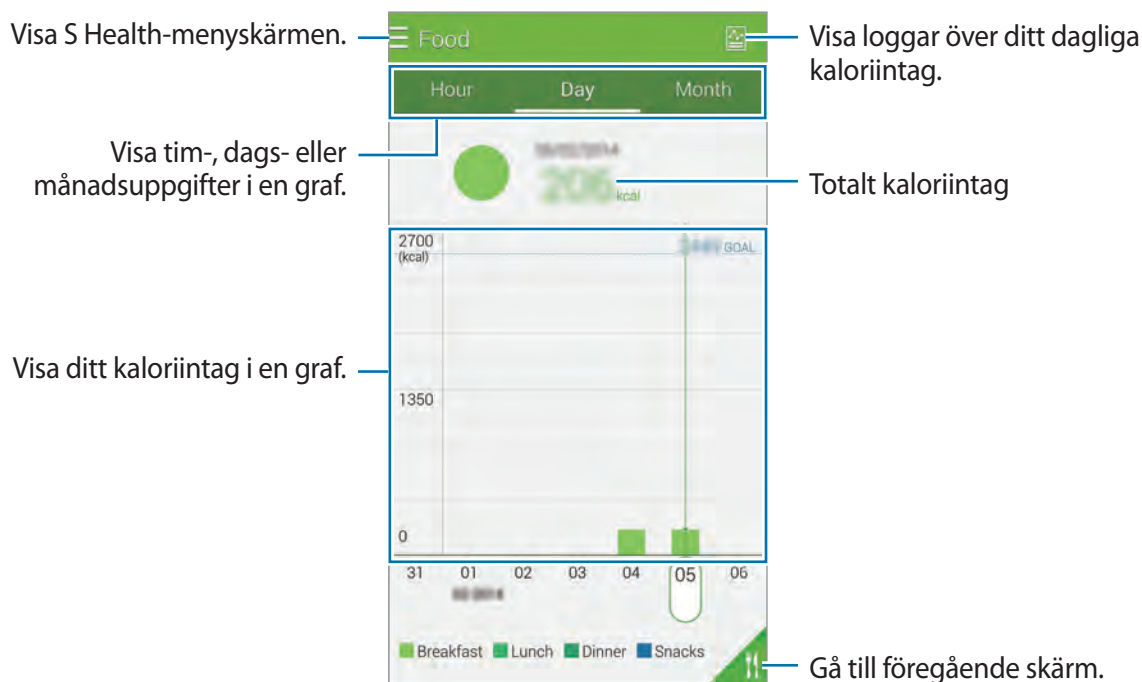 Visa S Health-menyskärmen.
Food
Visa loggar över ditt dagliga
kaloriintag.
Hour Day Month
Visa tim-, dags- eller
månadsuppgifter i en graf.
kcal
Totalt kaloriintag
2700
(kcal)
GOAL
Visa ditt kaloriintag i en graf.
1350
0
31 01 02 03 04 05 06
Breakfast Lunch Dinner Snacks
Gå till föregående skärm.